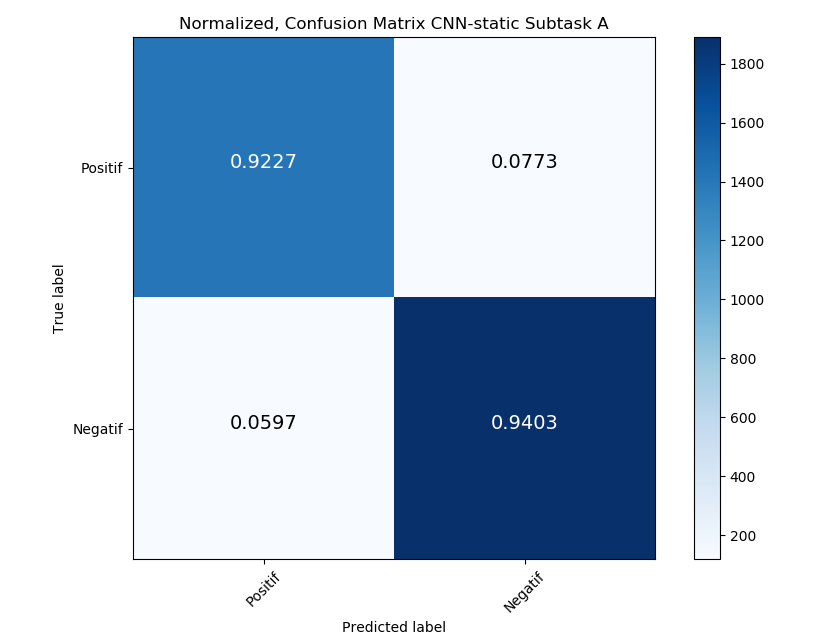 Normalized, Confusion Matrix CNN-static Subtask A
True label
Positif
0.9227
0.0773
Negatif
0.0597
0.9403
Positif
Negatif
Predicted label
1800
1600
1400
1200
1000
800
600
400
200